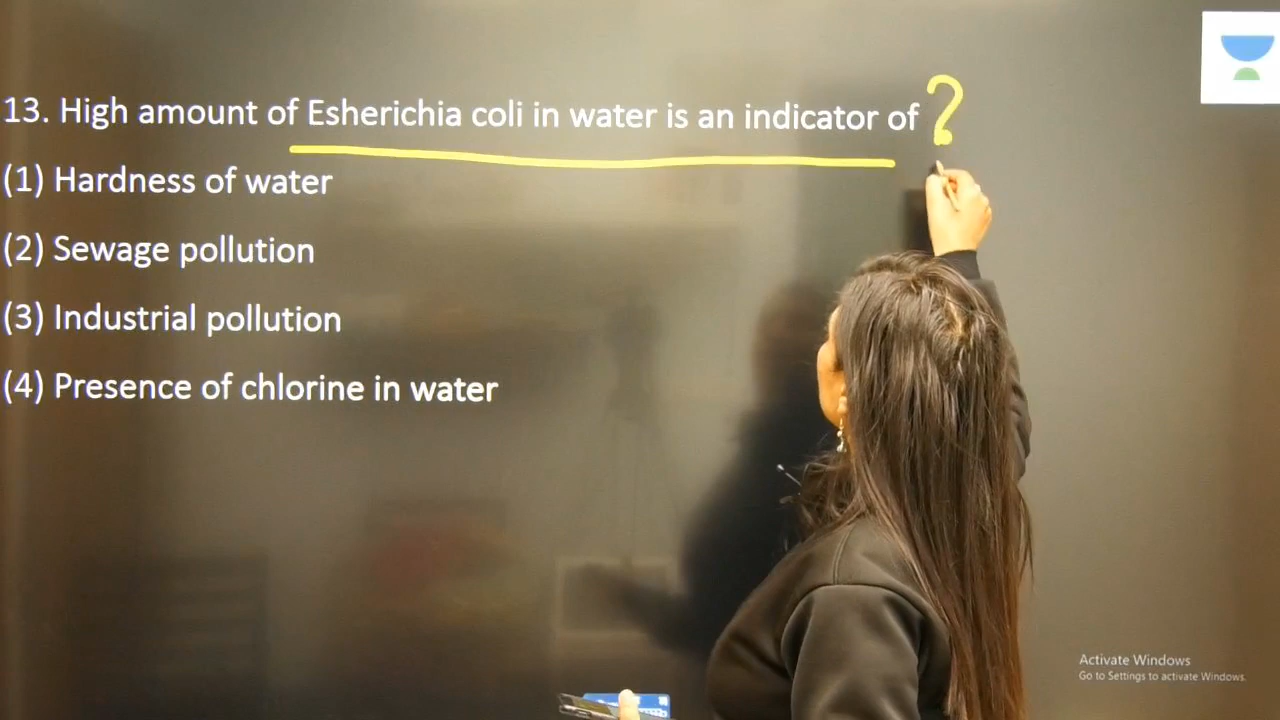 13. High amount of Esherichia coli in water is an indicator of ?
(1) Hardness of water
(2) Sewage pollution
(3) Industrial pollution
(4) Presence of chlorine in water
Activate Windows
Go to Settings to activate Windows.